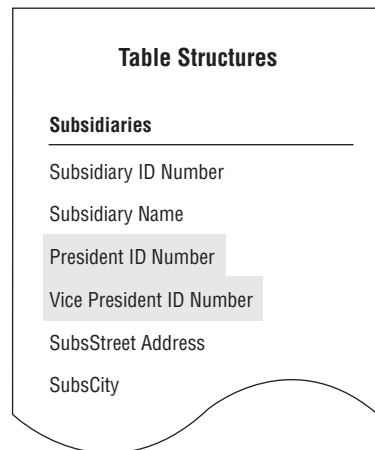 Table Structures
Subsidiaries
Subsidiary ID Number
Subsidiary Name
President ID Number
Vice President ID Number
SubsStreet Address
SubsCity